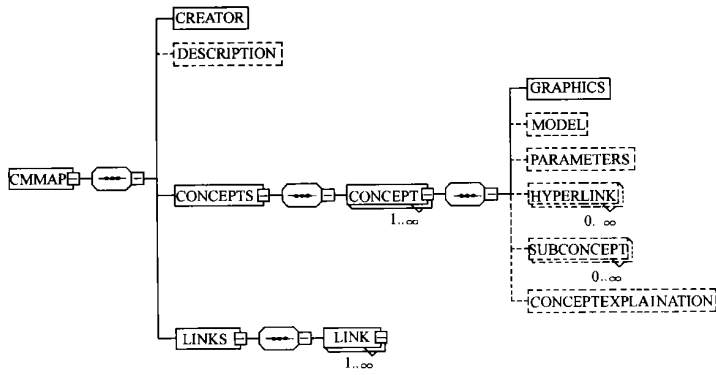 CREATOR
DESCRIPTION
GRAPHICS
MODEL
PARAMETERS
CMMAP
CONCEPTS
CONCEPT
1..∞
HYPERLINK
0..∞
SUBCONCEPT
0..∞
CONCEPTEXPLAINATION
LINKS
LINK
1..∞